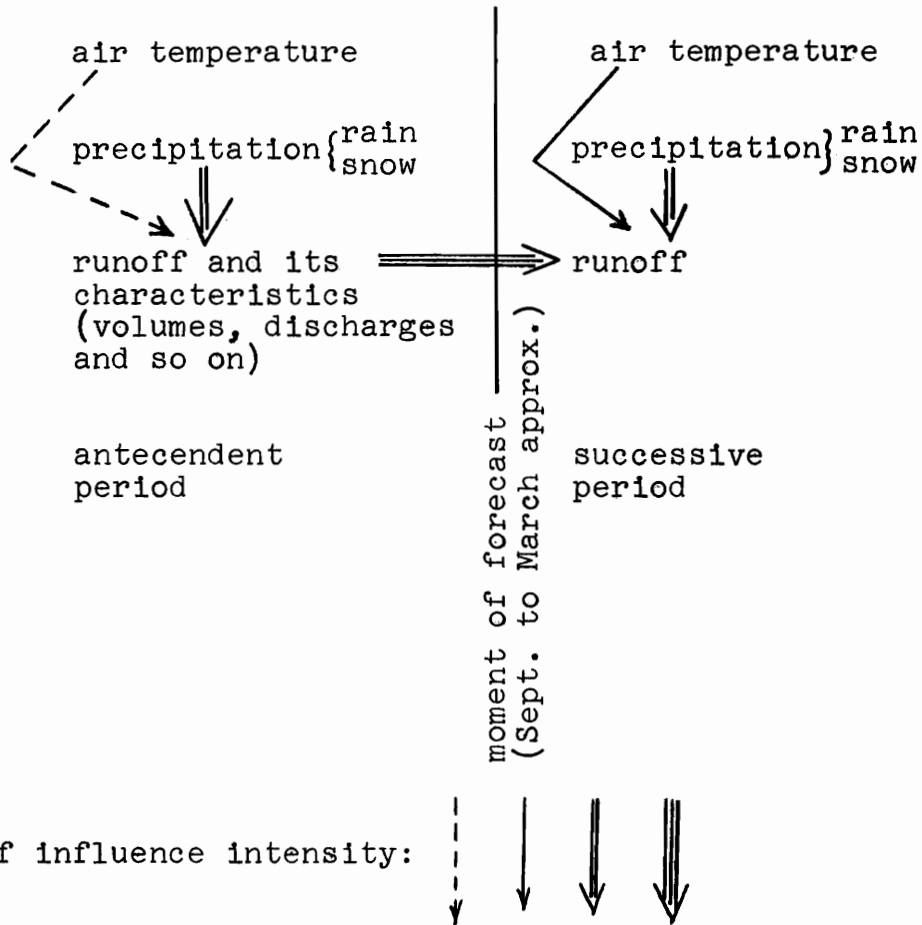 air temperature
precipitation{rain
snow
runoff and its
characteristics
(volumes, discharges
and so on)
antecendent
period
air temperature
precipitation}rain
snow
runoff
successive
period
moment of forecast
(Sept. to March approx.)
f influence intensity: